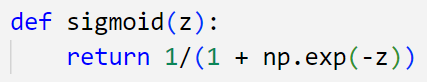 def sigmoid(z):
    return 1/(1 + np.exp(-z))